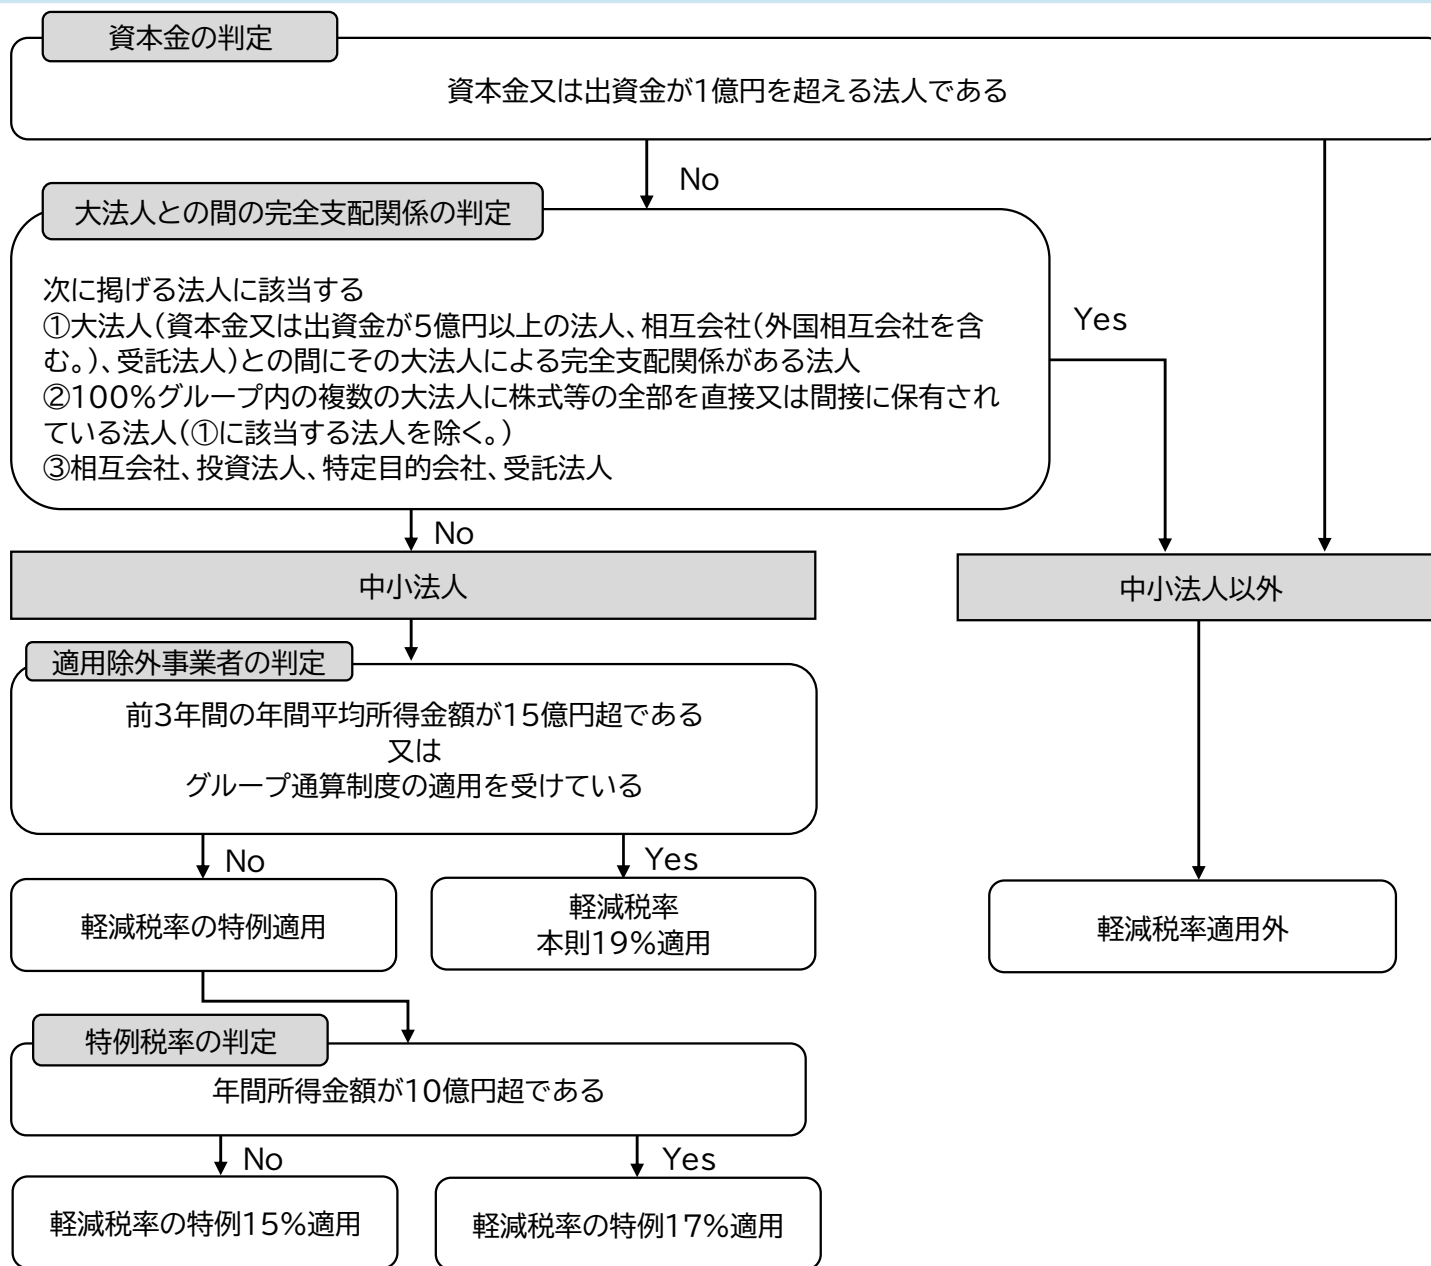 資本金の判定
資本金又は出資金が1億円を超える法人である
No
大法人との間の完全支配関係の判定
次に掲げる法人に該当する
①大法人(資本金又は出資金が5億円以上の法人、相互会社(外国相互会社を含
む。)、受託法人)との間にその大法人による完全支配関係がある法人
②100%グループ内の複数の大法人に株式等の全部を直接又は間接に保有され
ている法人(①に該当する法人を除く。)
③相互会社、投資法人、特定目的会社、受託法人
Yes
No
中小法人
中小法人以外
適用除外事業者の判定
前3年間の年間平均所得金額が15億円超である
又は
グループ通算制度の適用を受けている
No
Yes
軽減税率の特例適用
軽減税率
本則19%適用
軽減税率適用外
特例税率の判定
年間所得金額が10億円超である
No
Yes
軽減税率の特例15%適用
軽減税率の特例17%適用